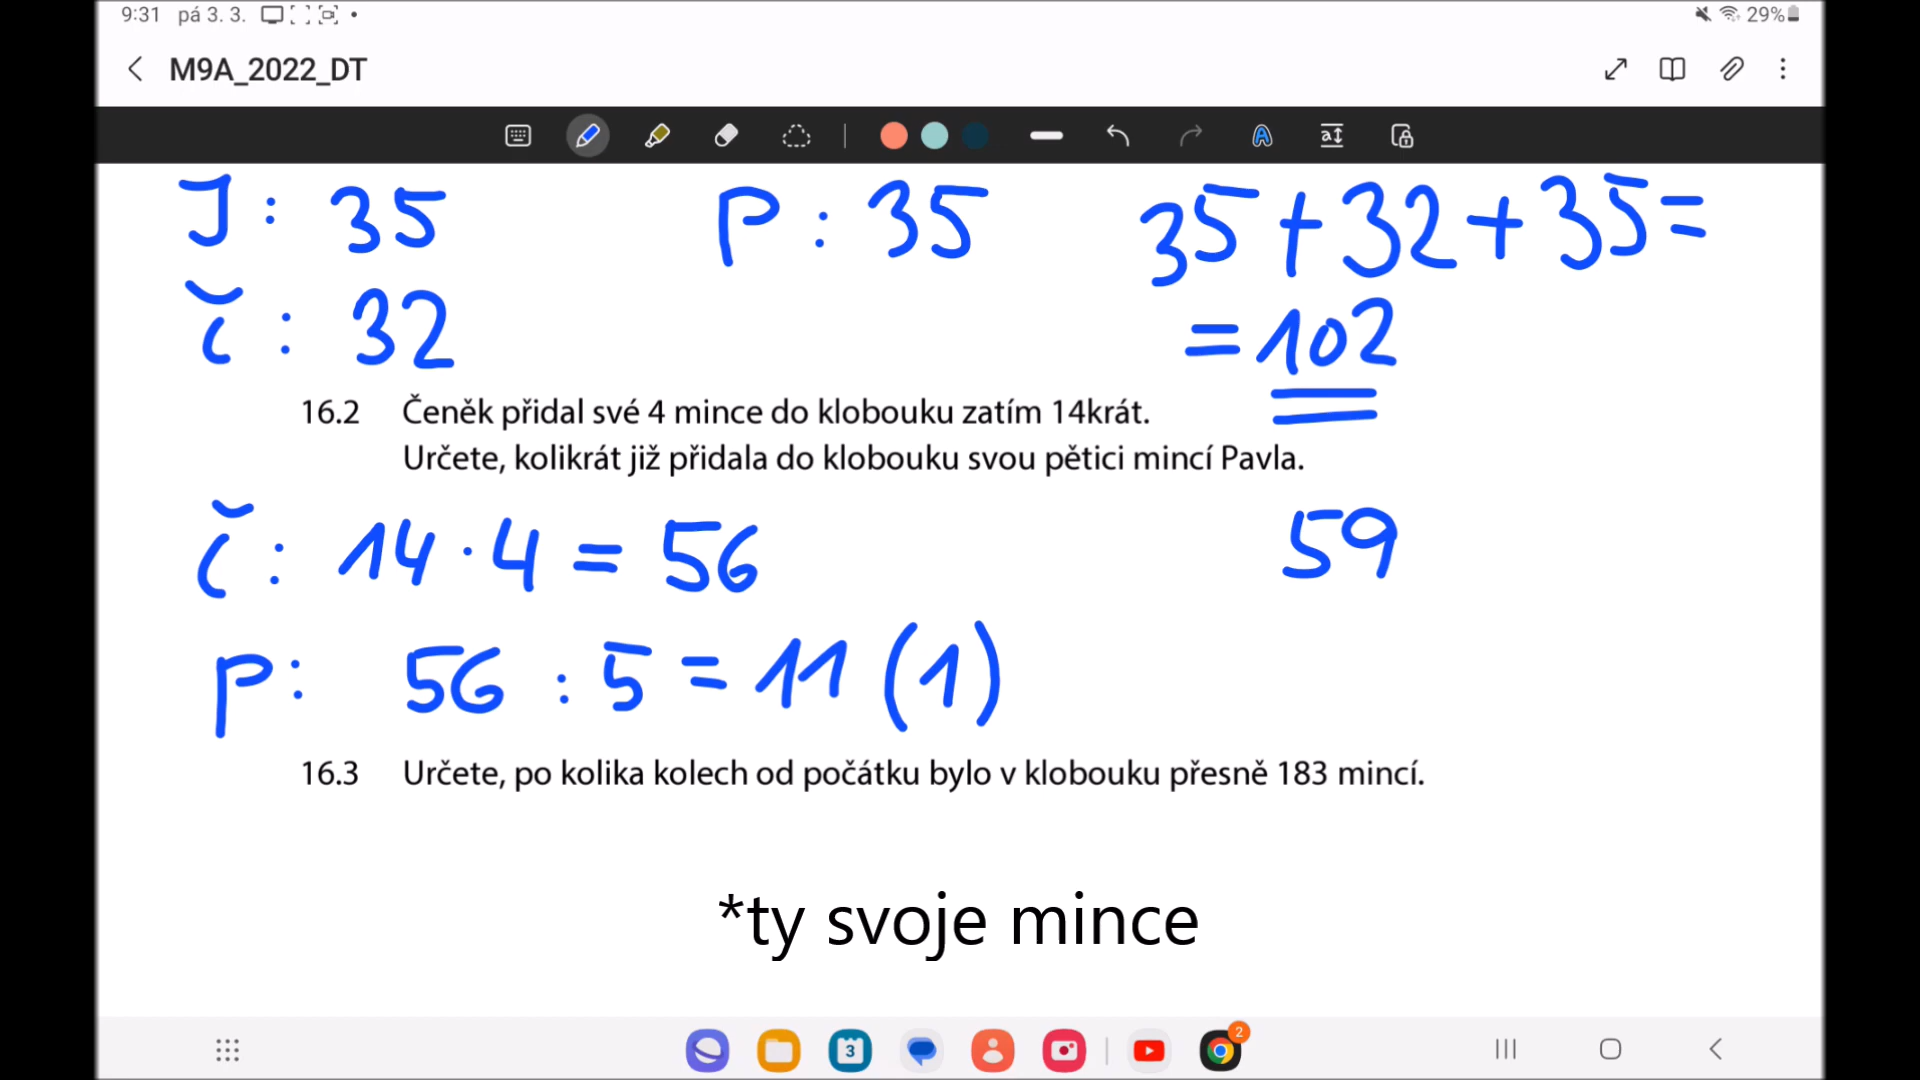 9:31 pá 3. 3. 29%
M9A_2022_DT
J: 35 P: 35 35+32+35=
č: 32 =102
16.2 Čeněk přidal své 4 mince do klobouku zatím 14krát.
Určete, kolikrát již přidala do klobouku svou pětici mincí Pavla.
č: 14 · 4 = 56 59
P: 56 : 5 = 11 (1)
16.3 Určete, po kolika kolech od počátku bylo v klobouku přesně 183 mincí.
*ty svoje mince
3
2